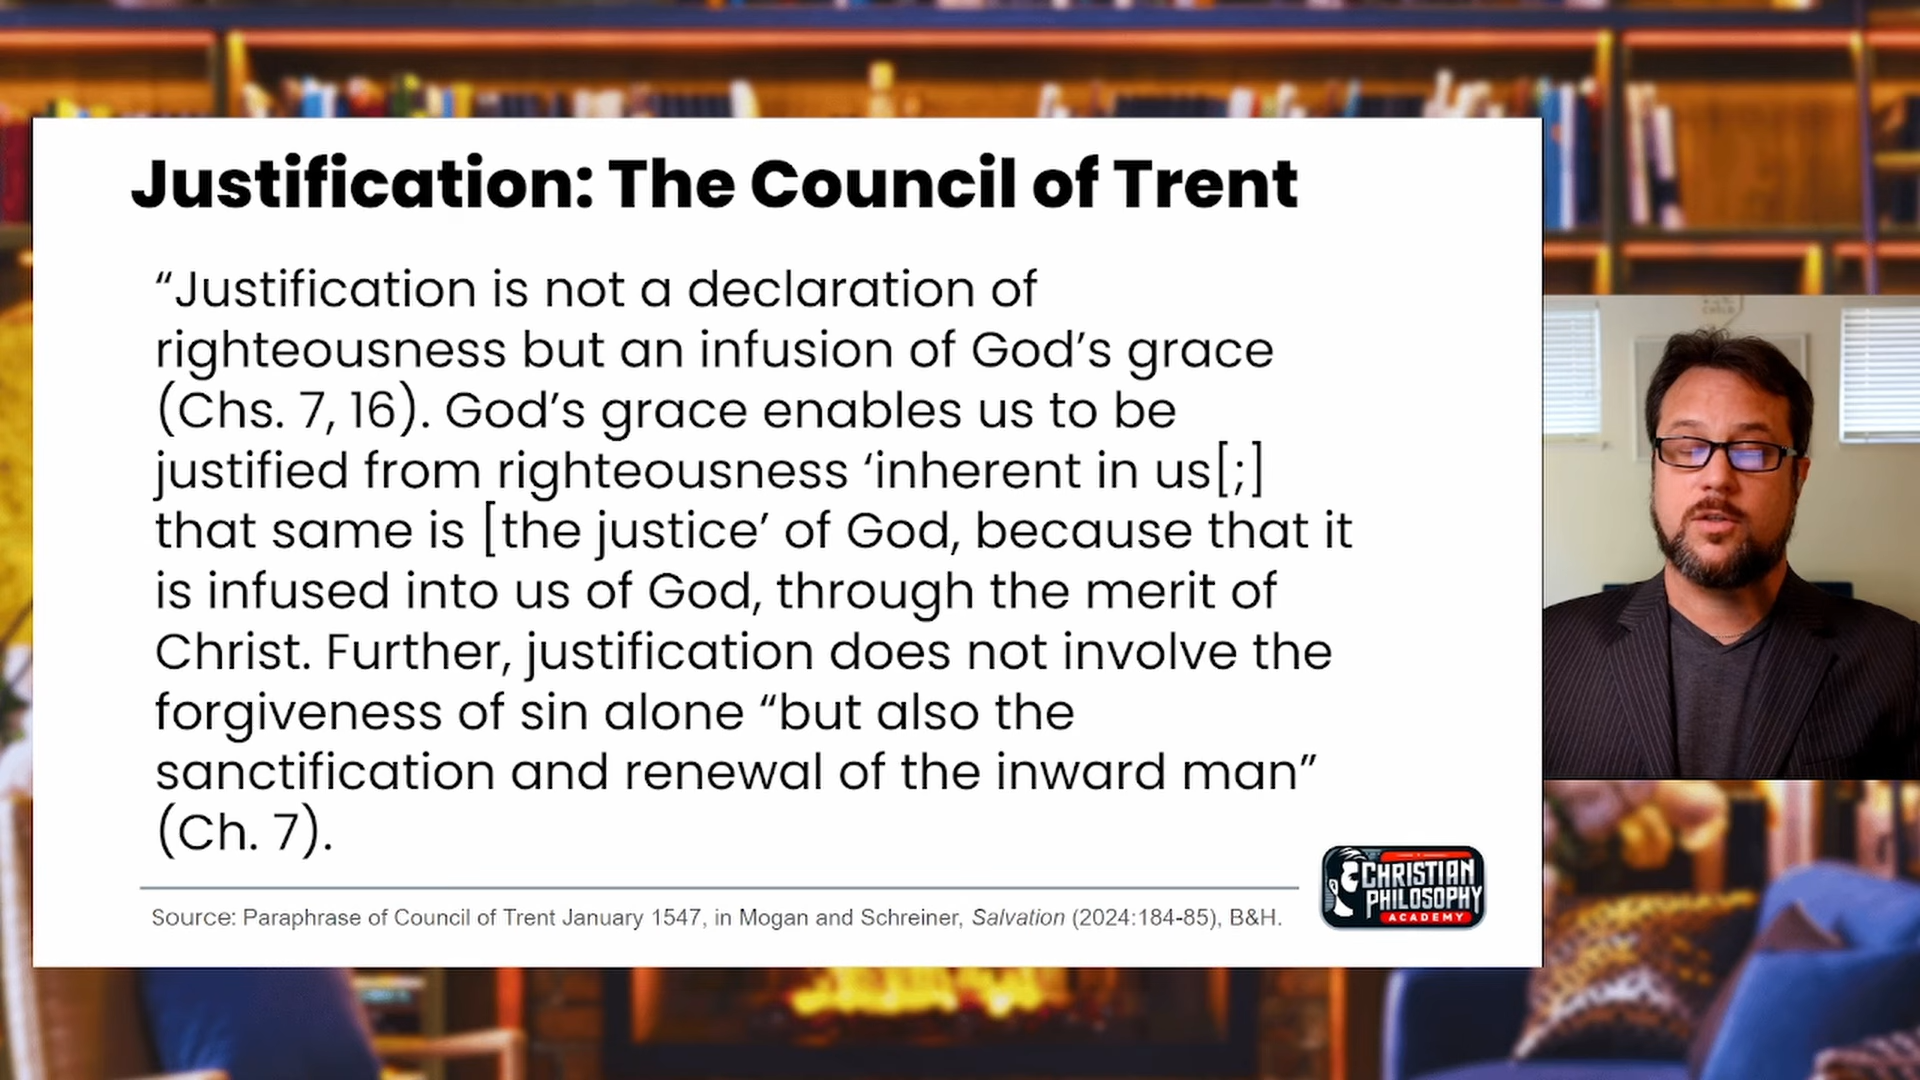 Justification: The Council of Trent
“Justification is not a declaration of
righteousness but an infusion of God’s grace
(Chs. 7, 16). God’s grace enables us to be
justified from righteousness ‘inherent in us[;]
that same is [the justice’ of God, because that it
is infused into us of God, through the merit of
Christ. Further, justification does not involve the
forgiveness of sin alone “but also the
sanctification and renewal of the inward man”
(Ch. 7).
Source: Paraphrase of Council of Trent January 1547, in Mogan and Schreiner, Salvation (2024:184-85), B&H.
CHRISTIAN
PHILOSOPHY
ACADEMY